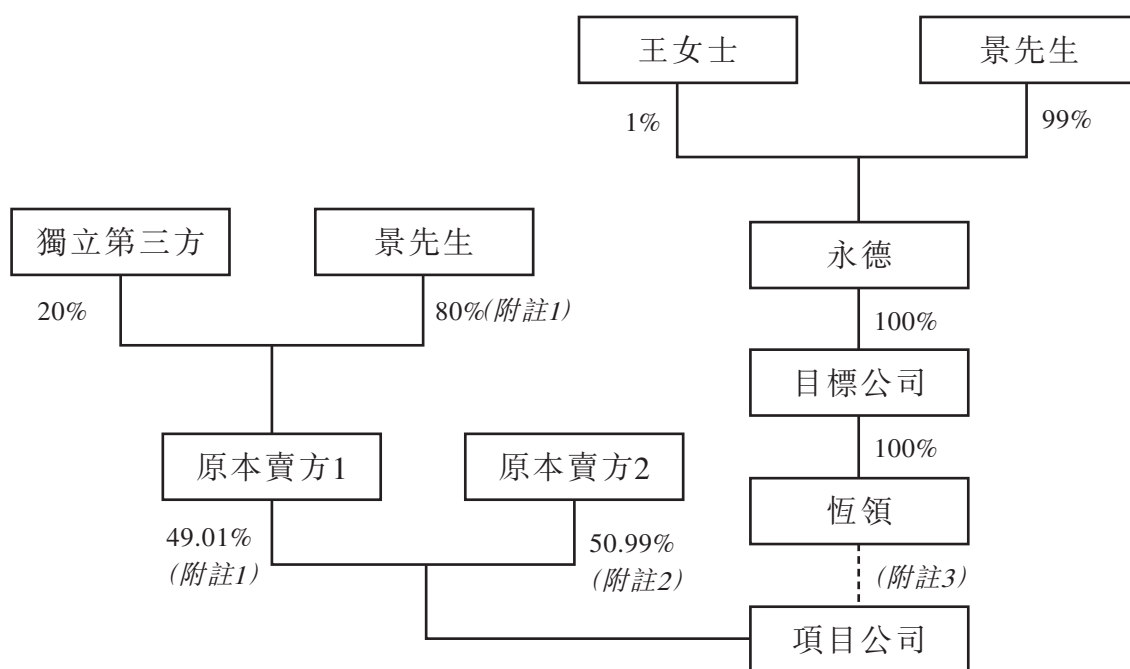 王女士
景先生
1%
99%
獨立第三方
景先生
永德
20%
80%(附註1)
100%
目標公司
100%
原本賣方1
原本賣方2
恆領
49.01%
(附註1)
50.99%
(附註2)
(附註3)
項目公司